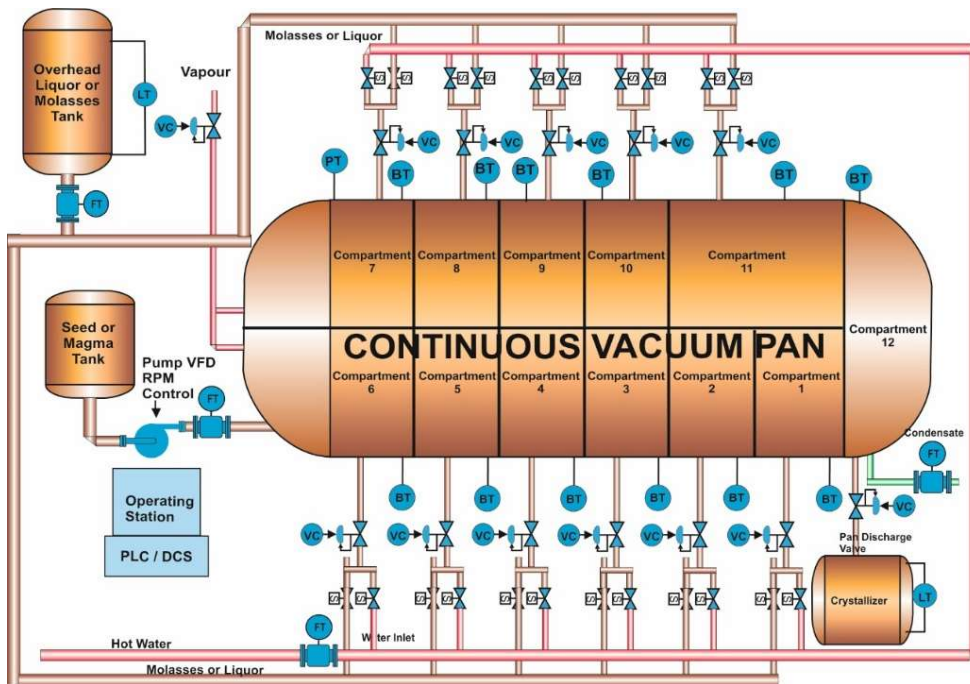 Molasses or Liquor
Overhead
Liquor or
Molasses
Tank
LT
Vapour
VC
FT
S S S S S S S S S S
VC VC VC VC VC
PT
BT BT BT BT BT BT
Compartment
7
Compartment
8
Compartment
9
Compartment
10
Compartment
11
Compartment
12
CONTINUOUS VACUUM PAN
Compartment
6
Compartment
5
Compartment
4
Compartment
3
Compartment
2
Compartment
1
Seed or
Magma
Tank
Pump VFD
RPM
Control
FT
Condensate
FT
Operating
Station
PLC / DCS
BT BT BT BT BT BT
VC VC VC VC VC VC
VC
Pan Discharge
Valve
Crystallizer
LT
S S S S S S S S S S S S
FT
Hot Water
Water Inlet
Molasses or Liquor